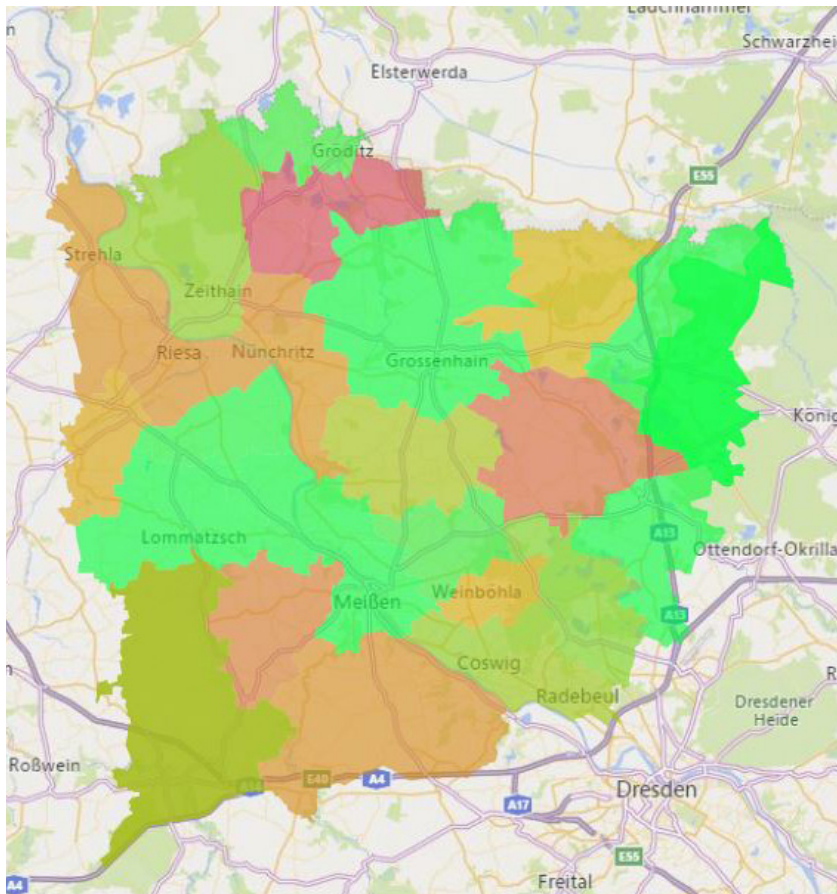 Lauchhammer
Schwarzhei
Elsterwerda
Gröditz
E55
Strehla
Zeithain
Riesa
Nünchritz
Grossenhain
König
Lommatzsch
A13
Ottendorf-Okrilla
Weinböhla
Meißen
A13
Coswig
Radebeul
Dresdener
Heide
Roßwein
E40
A4
Dresden
A17
E55
Freital
A4